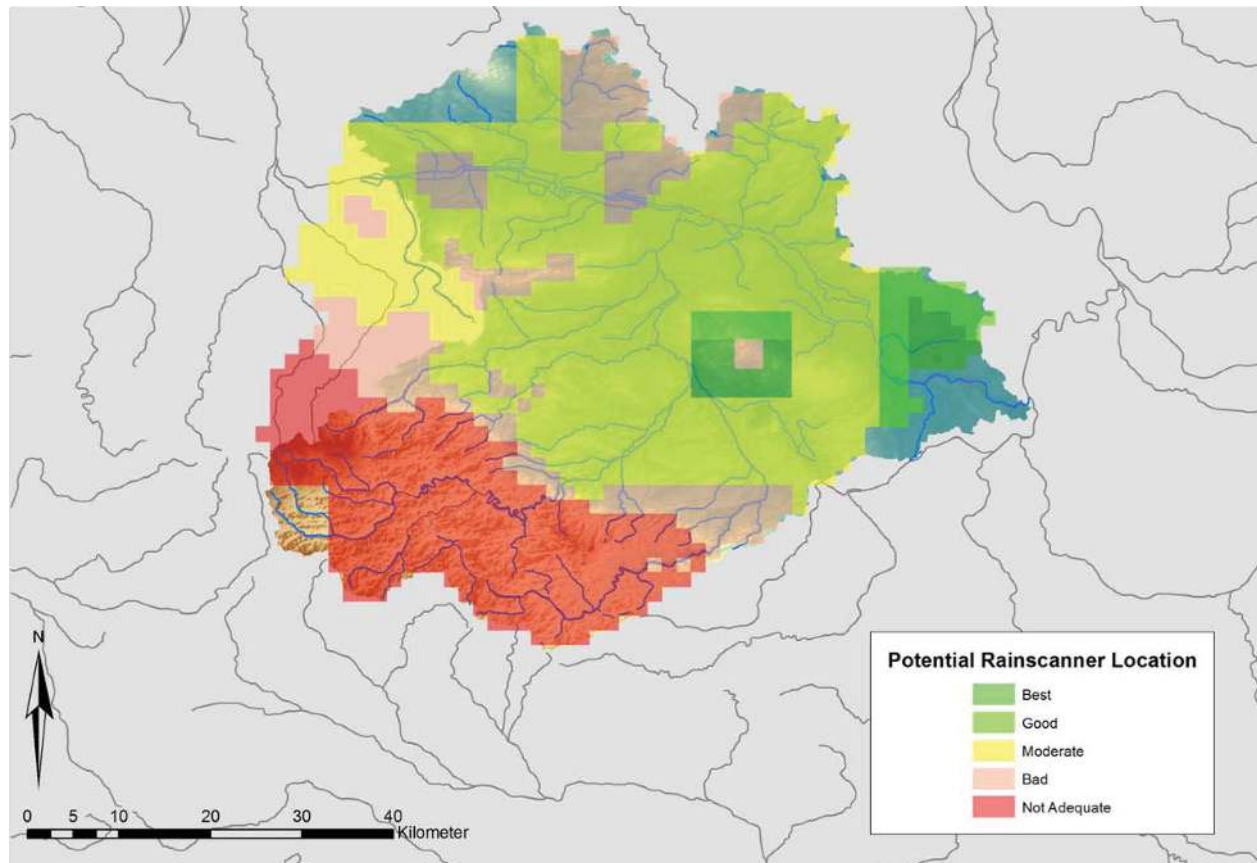 N
0 5 10 20 30 40
Kilometer
Potential Rainscanner Location
Best
Good
Moderate
Bad
Not Adequate